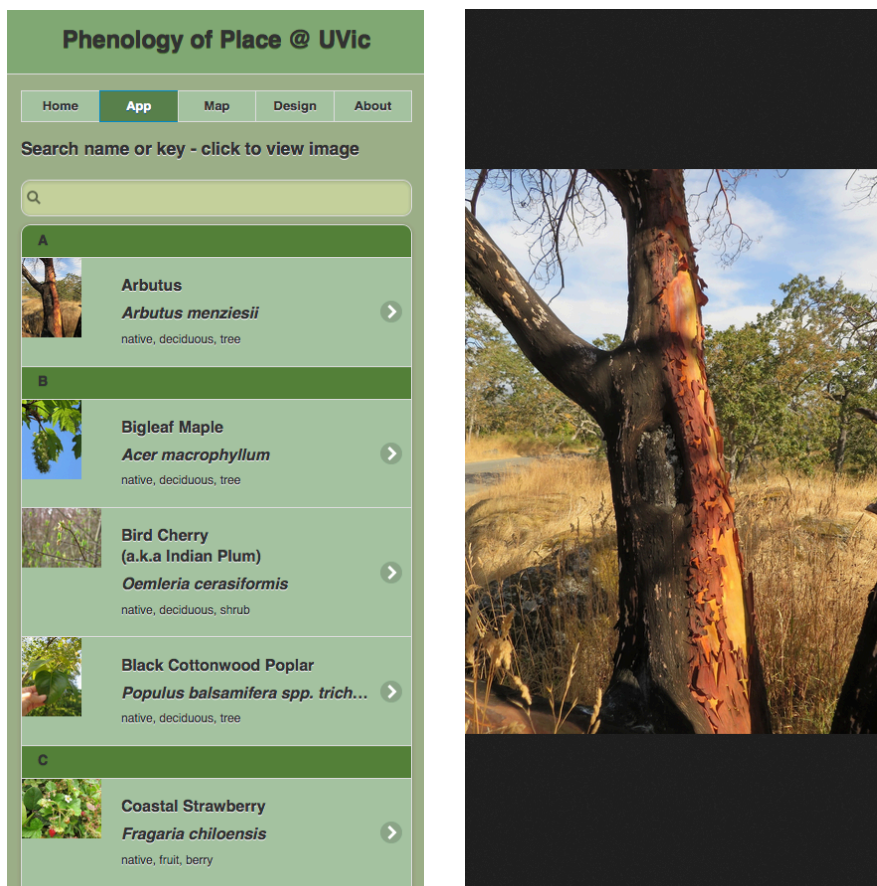 Phenology of Place @ UVic
Home App Map Design About
Search name or key - click to view image
A
Arbutus
Arbutus menziesii
native, deciduous, tree
B
Bigleaf Maple
Acer macrophyllum
native, deciduous, tree
Bird Cherry
(a.k.a Indian Plum)
Oemleria cerasiformis
native, deciduous, shrub
Black Cottonwood Poplar
Populus balsamifera spp. trich...
native, deciduous, tree
C
Coastal Strawberry
Fragaria chiloensis
native, fruit, berry